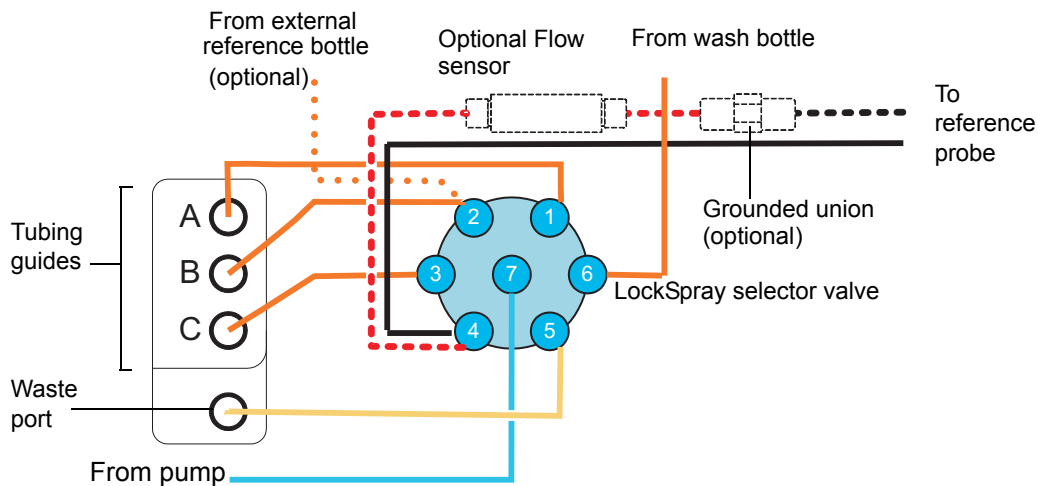 From external
reference bottle
(optional)
Optional Flow
sensor
From wash bottle
To
reference
probe
Grounded union
(optional)
Tubing
guides
A
B
C
2
1
3
7
6
4
5
LockSpray selector valve
Waste
port
From pump